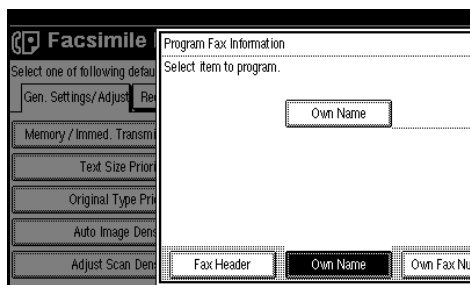 Facsimile
Program Fax Information
Select one of following defau
Select item to program.
Gen. Settings/Adjust
Re
Own Name
Memory / Immed. Transmi
Text Size Priori
Original Type Pri
Auto Image Dens
Adjust Scan Den
Fax Header
Own Name
Own Fax Nu